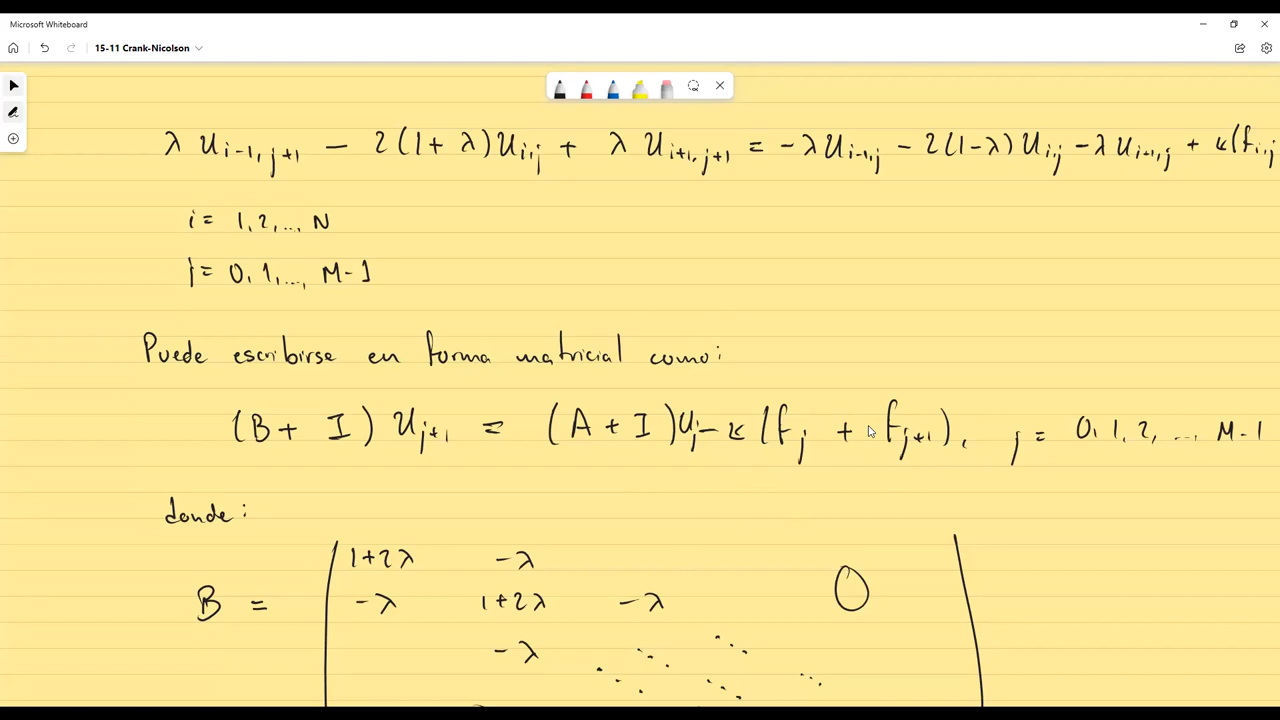 Microsoft Whiteboard
15-11 Crank-Nicolson
λ u_{i-1,j+1} - 2(1+λ)u_{i,j} + λ u_{i+1,j+1} = -λu_{i-1,j} - 2(1-λ)u_{i,j} - λu_{i+1,j} + κ(f_{i,j}
i = 1,2,..., N
j = 0,1,..., M-1
Puede escribirse en forma matricial como:
(B + I) u_{j+1} = (A + I)u_j - κ(f_j + f_{j+1}), j = 0,1,2,..., M-1
donde:
1+2λ -λ
B = -λ 1+2λ -λ 0
-λ